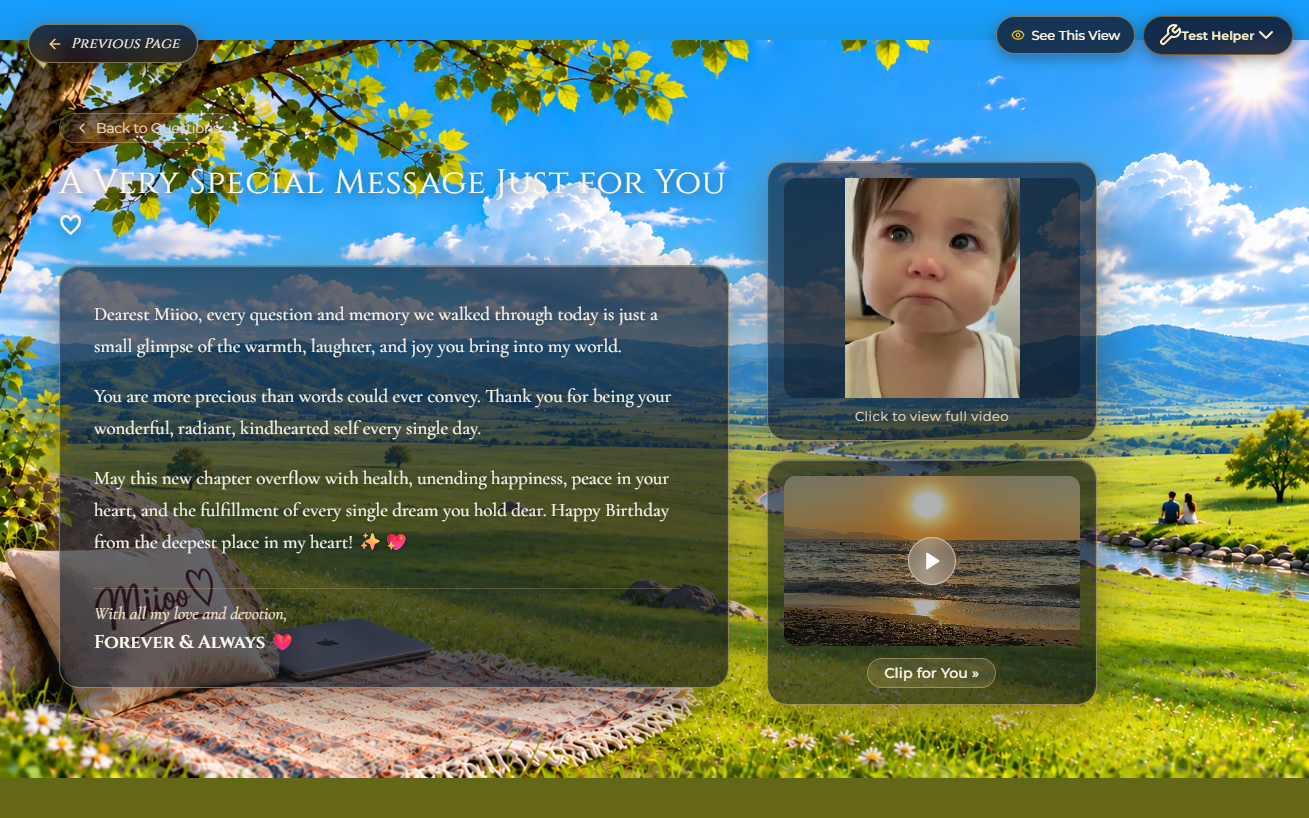 Previous Page
See This View
Test Helper
Back to Questions
A Very Special Message Just for You
Dearest Miioo, every question and memory we walked through today is just a
small glimpse of the warmth, laughter, and joy you bring into my world.
You are more precious than words could ever convey. Thank you for being your
wonderful, radiant, kindhearted self every single day.
May this new chapter overflow with health, unending happiness, peace in your
heart, and the fulfillment of every single dream you hold dear. Happy Birthday
from the deepest place in my heart! ✨ 💖
Miioo
With all my love and devotion,
Forever & Always 💖
Click to view full video
Clip for You »